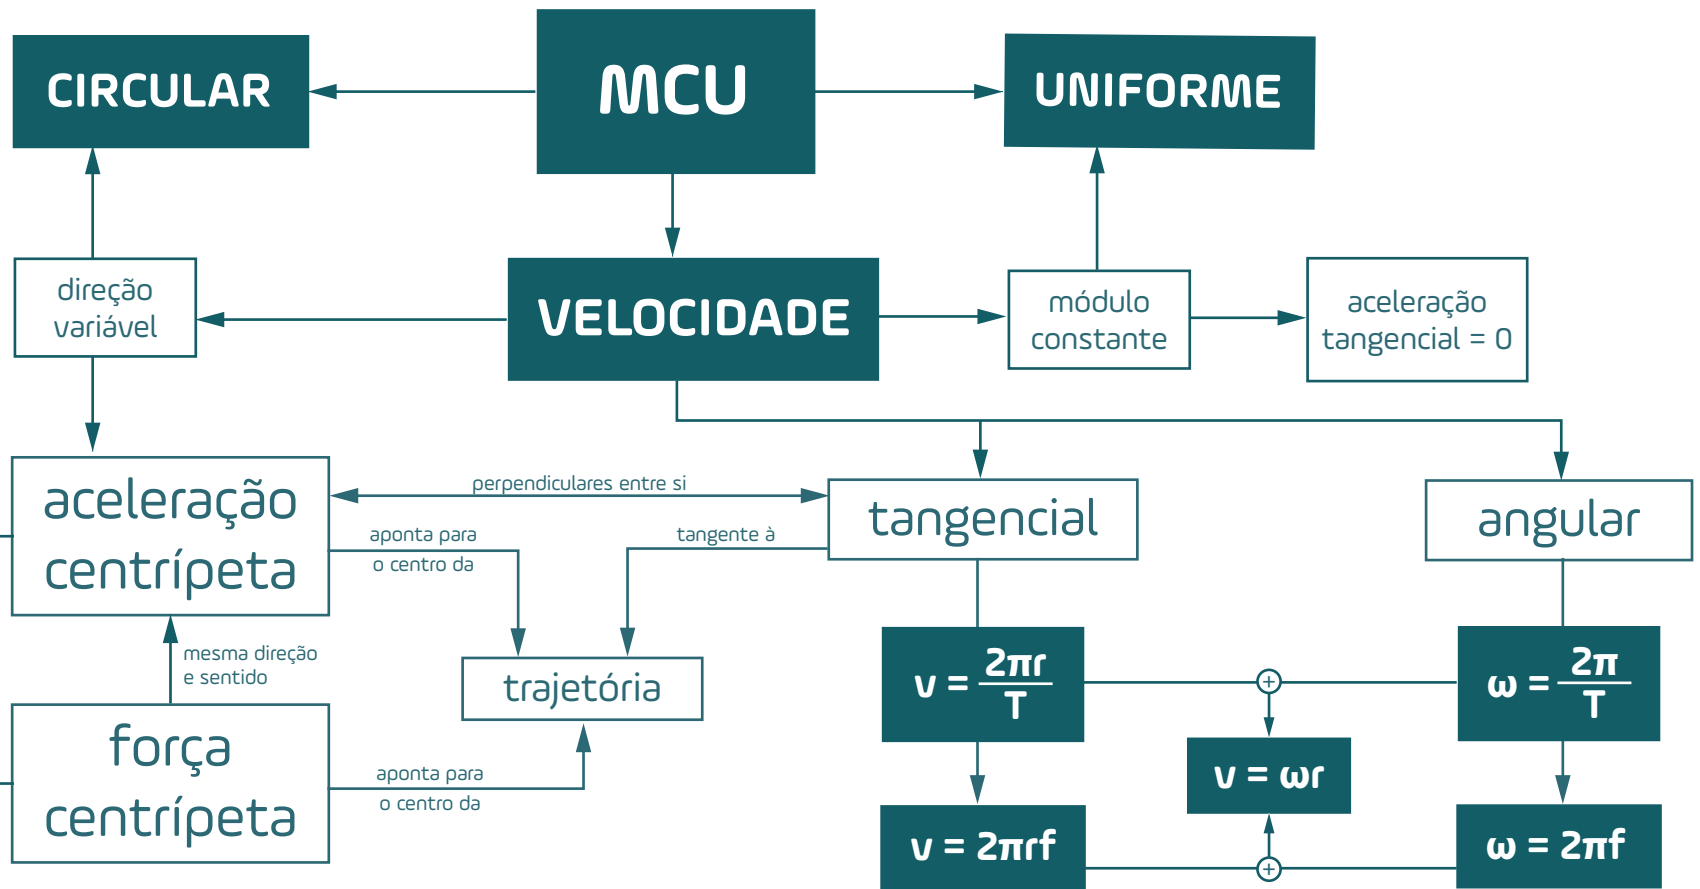 CIRCULAR
MCU
UNIFORME
direção
variável
VELOCIDADE
módulo
constante
aceleração
tangencial = 0
aceleração
centrípeta
perpendiculares entre si
aponta para
o centro da
tangente à
tangencial
angular
mesma direção
e sentido
trajetória
força
centrípeta
aponta para
o centro da
v = 2πr/T
ω = 2π/T
+
v = ωr
v = 2πrf
+
ω = 2πf